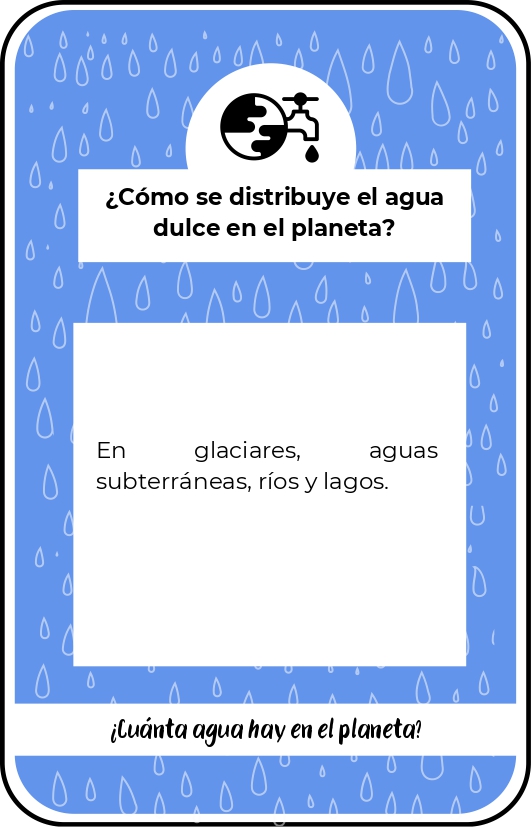 ¿Cómo se distribuye el agua
dulce en el planeta?
En glaciares, aguas
subterráneas, ríos y lagos.
¿Cuánta agua hay en el planeta?